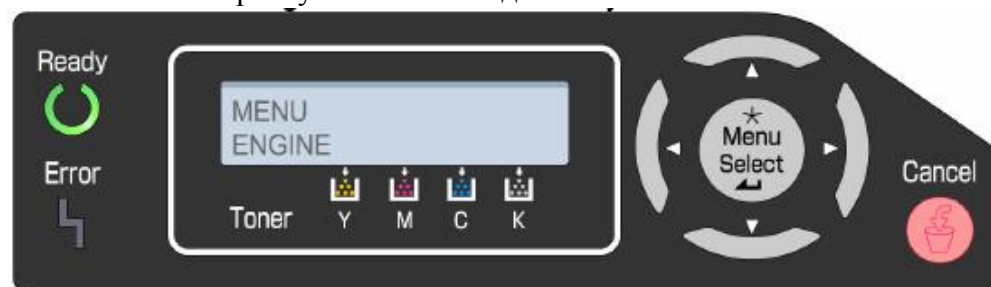 Ready
MENU
ENGINE
Error
Toner
Y M C K
Menu
Select
Cancel